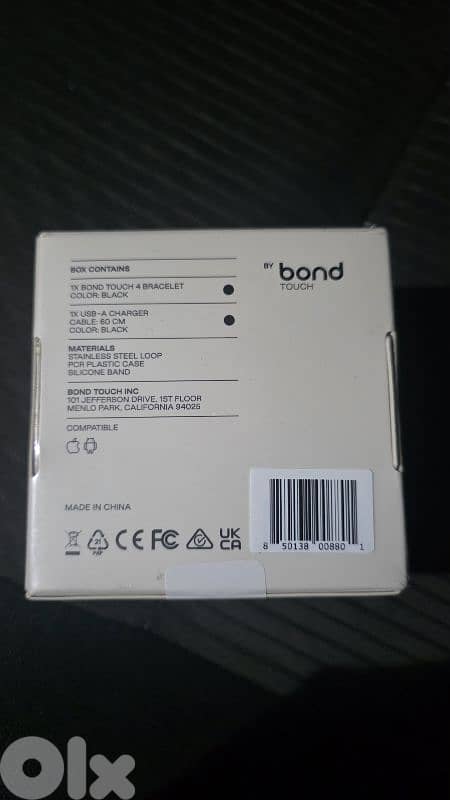 BOX CONTAINS
1X BOND TOUCH 4 BRACELET
COLOR: BLACK
1X USB-A CHARGER
CABLE: 60 CM
COLOR: BLACK
MATERIALS
STAINLESS STEEL LOOP
PCR PLASTIC CASE
SILICONE BAND
BOND TOUCH INC
101 JEFFERSON DRIVE, 1ST FLOOR
MENLO PARK, CALIFORNIA 94025
COMPATIBLE
MADE IN CHINA
21
PAP
CE FC UK
CA
BY bond
TOUCH
8 50138 00880 1
OLX